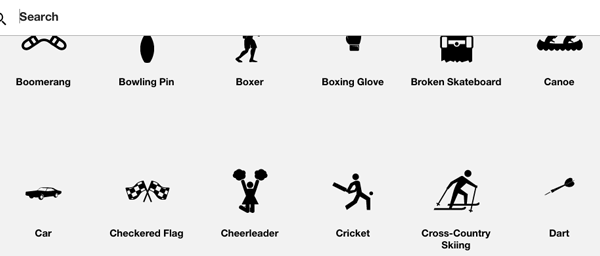 Search
Boomerang
Bowling Pin
Boxer
Boxing Glove
Broken Skateboard
Canoe
Car
Checkered Flag
Cheerleader
Cricket
Cross-Country
Skiing
Dart